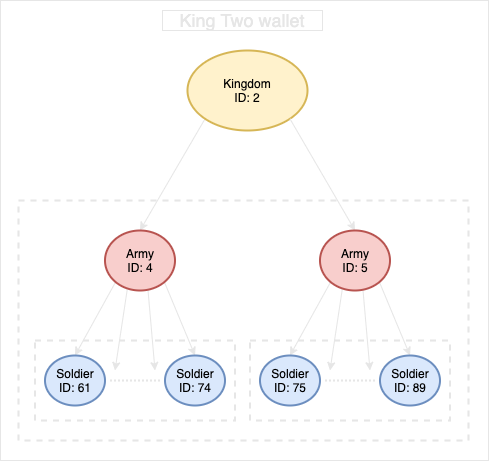 King Two wallet
Kingdom
ID: 2
Army
ID: 4
Army
ID: 5
Soldier
ID: 61
Soldier
ID: 74
Soldier
ID: 75
Soldier
ID: 89